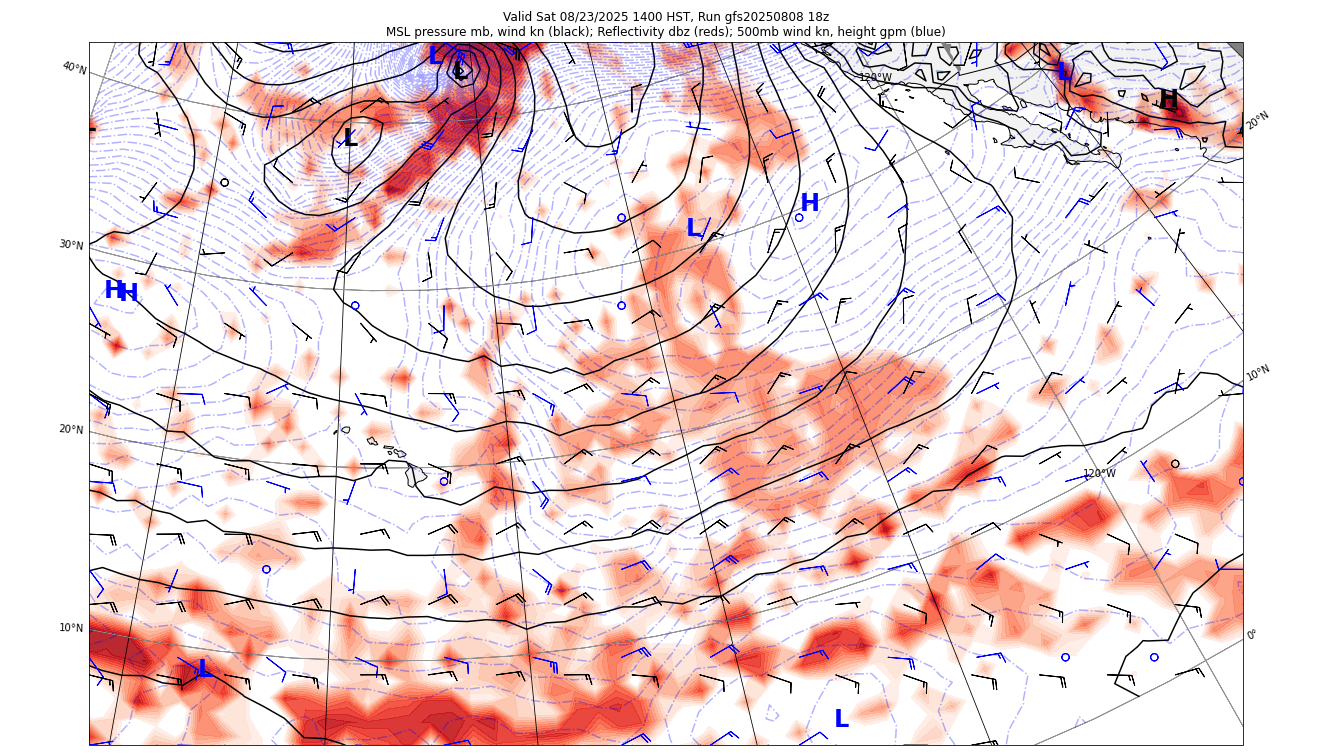 Valid Sat 08/23/2025 1400 HST, Run gfs20250808 18z
MSL pressure mb, wind kn (black); Reflectivity dbz (reds); 500mb wind kn, height gpm (blue)
L
L
L
H
120°W
40°N
20°N
L
L
H
L
30°N
H
H
10°N
20°N
120°W
10°N
0°
L
L